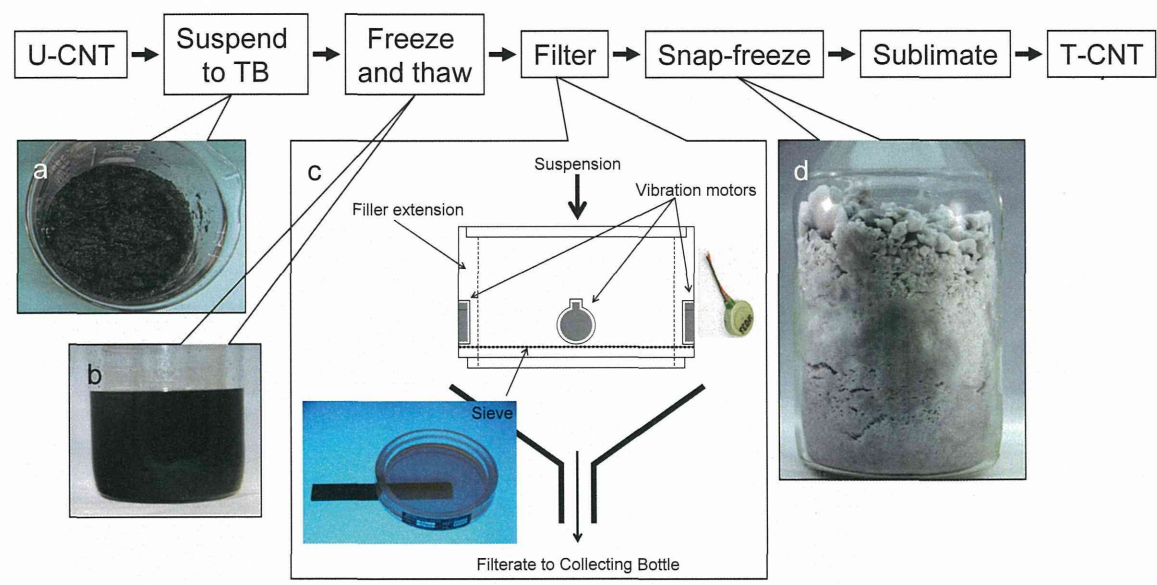 U-CNT
Suspend
to TB
Freeze
and thaw
Filter
Snap-freeze
Sublimate
T-CNT
a
b
c
Suspension
Vibration motors
Filler extension
Sieve
Filterate to Collecting Bottle
d